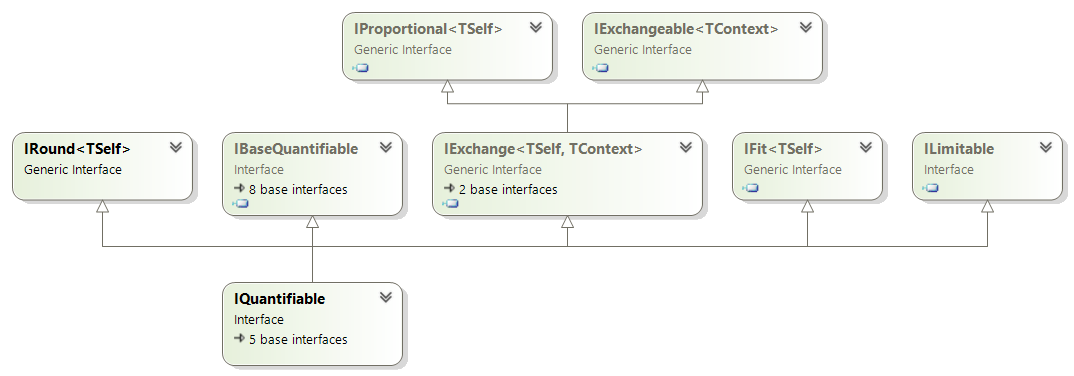 IProportional<TSelf>
Generic Interface
IExchangeable<TContext>
Generic Interface
IRound<TSelf>
Generic Interface
IBaseQuantifiable
Interface
8 base interfaces
IExchange<TSelf, TContext>
Generic Interface
2 base interfaces
IFit<TSelf>
Generic Interface
ILimitable
Interface
IQuantifiable
Interface
5 base interfaces